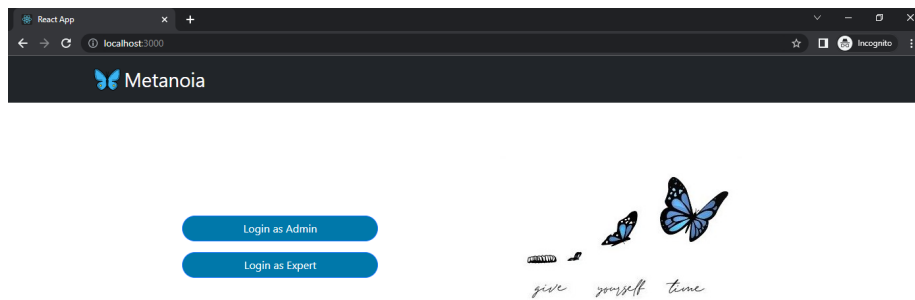 React App
localhost:3000
Incognito
Metanoia
Login as Admin
Login as Expert
give yourself time